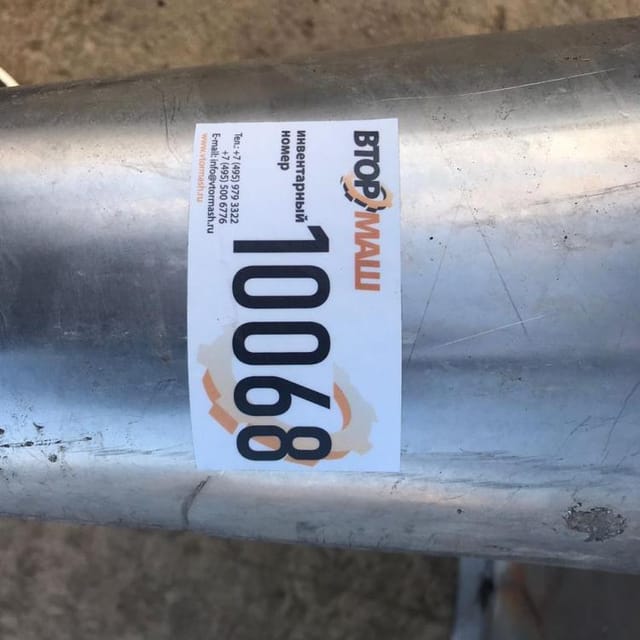 ВТОРМАШ
инвентарный
номер
10068
Тел.: +7 (495) 979 3322
+7 (495) 500 9776
E-mail: info@vtormash.ru
www.vtormash.ru